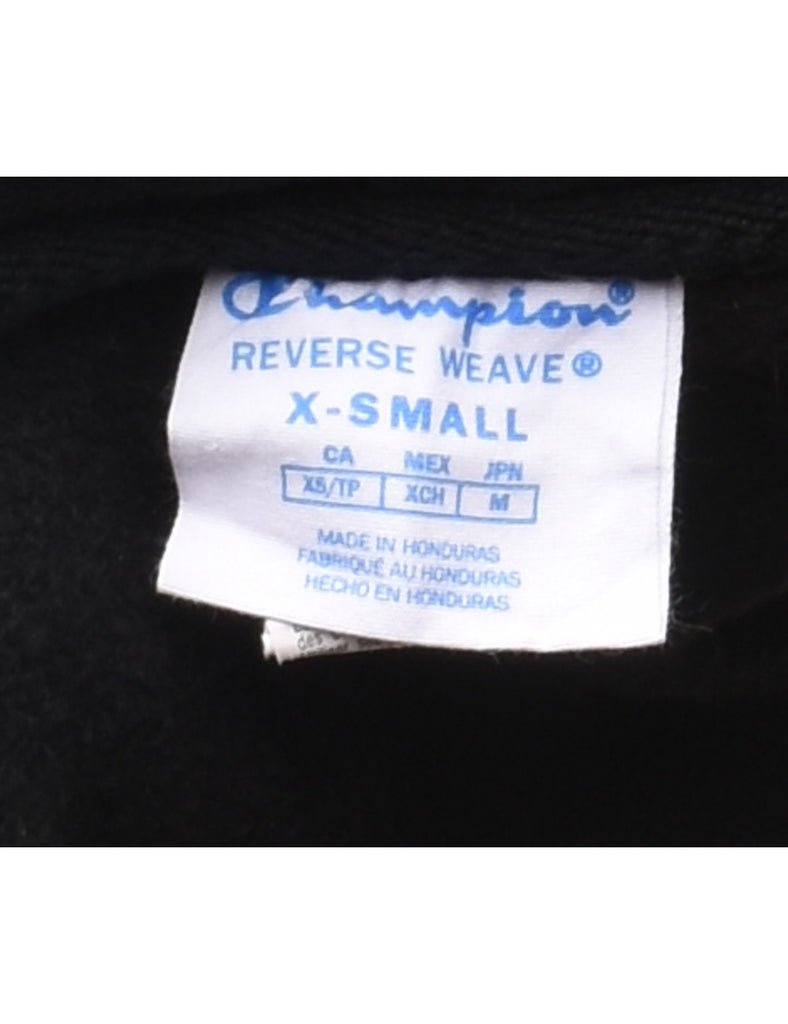 Champion®
REVERSE WEAVE®
X-SMALL
CA MEX JPN
XS/TP XCH M
MADE IN HONDURAS
FABRIQUÉ AU HONDURAS
HECHO EN HONDURAS
des